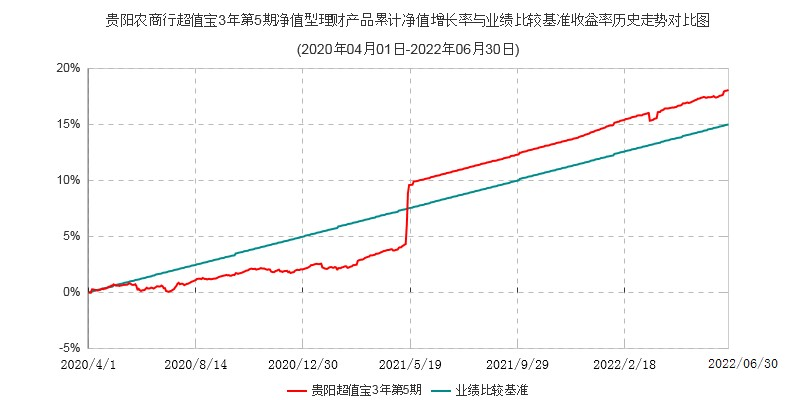 贵阳农商行超值宝3年第5期净值型理财产品累计净值增长率与业绩比较基准收益率历史走势对比图
(2020年04月01日-2022年06月30日)
20%
15%
10%
5%
0%
-5%
2020/4/1 2020/8/14 2020/12/30 2021/5/19 2021/9/29 2022/2/18 2022/06/30
贵阳超值宝3年第5期 业绩比较基准